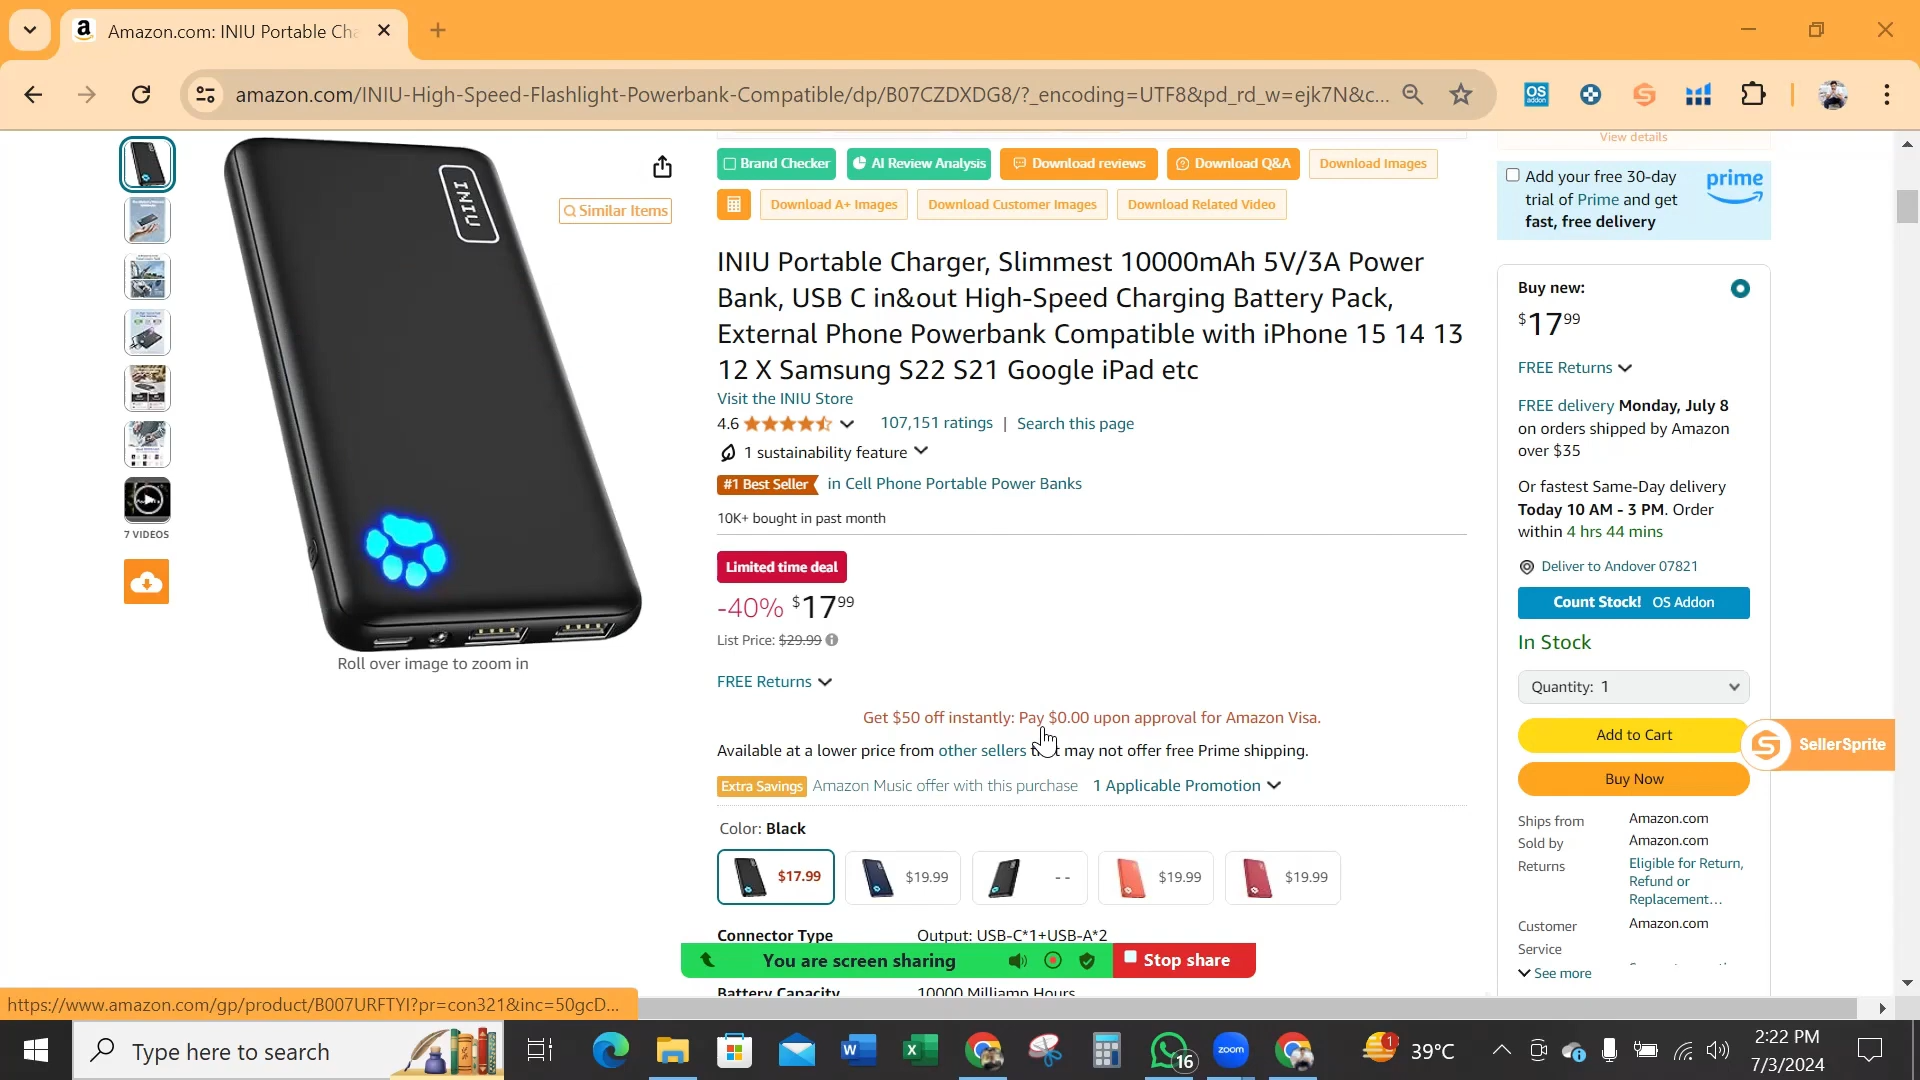 Amazon.com: INIU Portable Cha
amazon.com/INIU-High-Speed-Flashlight-Powerbank-Compatible/dp/B07CZDXDG8/?_encoding=UTF8&pd_rd_w=ejk7N&c...
OS
addon
INIU
7 VIDEOS
Similar Items
Roll over image to zoom in
Brand Checker
AI Review Analysis
Download reviews
Download Q&A
Download Images
Download A+ Images
Download Customer Images
Download Related Video
INIU Portable Charger, Slimmest 10000mAh 5V/3A Power
Bank, USB C in&out High-Speed Charging Battery Pack,
External Phone Powerbank Compatible with iPhone 15 14 13
12 X Samsung S22 S21 Google iPad etc
Visit the INIU Store
4.6
107,151 ratings | Search this page
1 sustainability feature
#1 Best Seller in Cell Phone Portable Power Banks
10K+ bought in past month
Limited time deal
-40% $1799
List Price: $29.99
FREE Returns
Get $50 off instantly: Pay $0.00 upon approval for Amazon Visa.
Available at a lower price from other sellers may not offer free Prime shipping.
Extra Savings Amazon Music offer with this purchase 1 Applicable Promotion
Color: Black
$17.99
$19.99
- -
$19.99
$19.99
Connector Type Output: USB-C*1+USB-A*2
Battery Capacity 10000 Milliamp Hours
You are screen sharing
Stop share
View details
Add your free 30-day
trial of Prime and get
fast, free delivery
prime
Buy new:
$1799
FREE Returns
FREE delivery Monday, July 8
on orders shipped by Amazon
over $35
Or fastest Same-Day delivery
Today 10 AM - 3 PM. Order
within 4 hrs 44 mins
Deliver to Andover 07821
Count Stock! OS Addon
In Stock
Quantity: 1
Add to Cart
Buy Now
SellerSprite
Ships from Amazon.com
Sold by Amazon.com
Returns Eligible for Return,
Refund or
Replacement...
Customer
Service
Amazon.com
See more
https://www.amazon.com/gp/product/B007URFTYI?pr=con321&inc=50gcD...
Type here to search
16
zoom
1
39°C
2:22 PM
7/3/2024